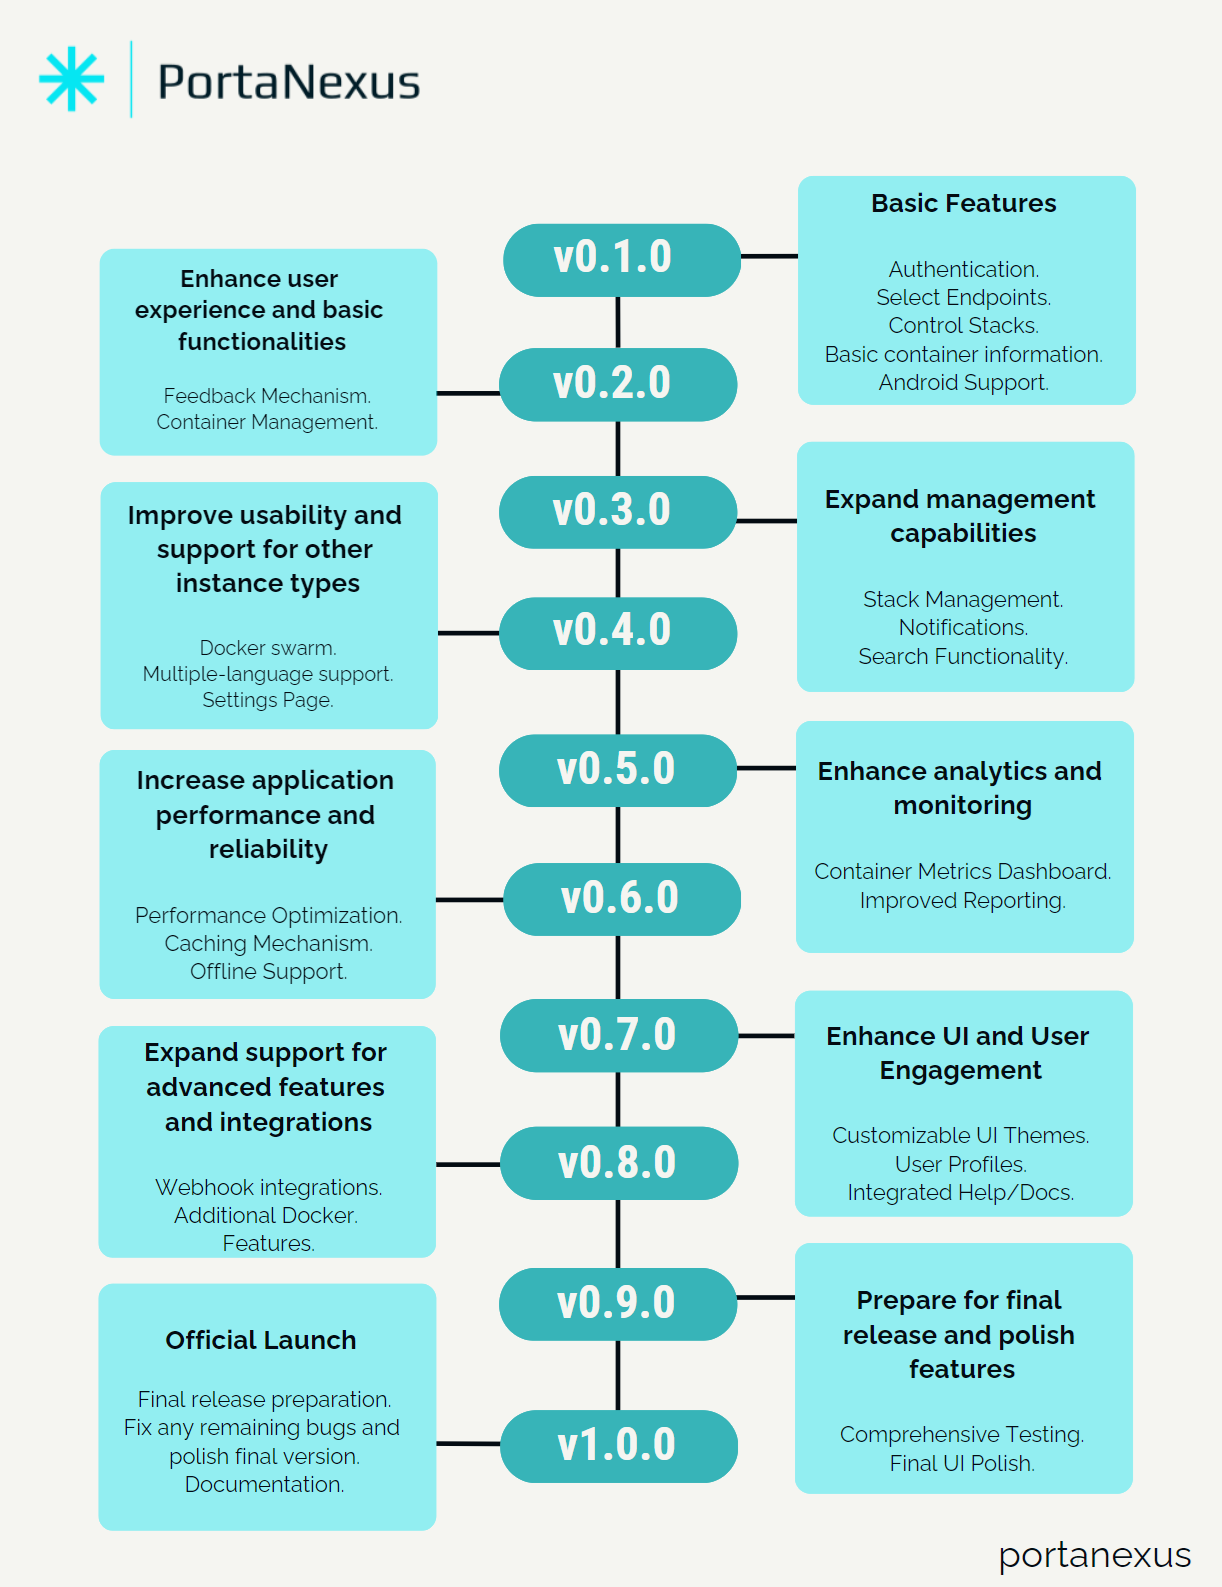 PortaNexus
v0.1.0
Basic Features
Authentication.
Select Endpoints.
Control Stacks.
Basic container information.
Android Support.
v0.2.0
Enhance user
experience and basic
functionalities
Feedback Mechanism.
Container Management.
v0.3.0
Expand management
capabilities
Stack Management.
Notifications.
Search Functionality.
v0.4.0
Improve usability and
support for other
instance types
Docker swarm.
Multiple-language support.
Settings Page.
v0.5.0
Enhance analytics and
monitoring
Container Metrics Dashboard.
Improved Reporting.
v0.6.0
Increase application
performance and
reliability
Performance Optimization.
Caching Mechanism.
Offline Support.
v0.7.0
Enhance UI and User
Engagement
Customizable UI Themes.
User Profiles.
Integrated Help/Docs.
v0.8.0
Expand support for
advanced features
and integrations
Webhook integrations.
Additional Docker.
Features.
v0.9.0
Prepare for final
release and polish
features
Comprehensive Testing.
Final UI Polish.
v1.0.0
Official Launch
Final release preparation.
Fix any remaining bugs and
polish final version.
Documentation.
portanexus